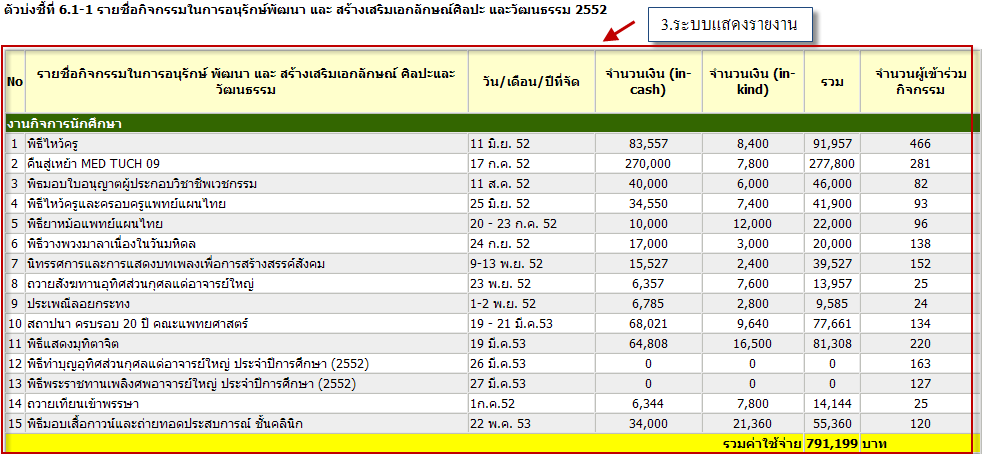 ตัวบ่งชี้ที่ 6.1-1 รายชื่อกิจกรรมในการอนุรักษ์พัฒนา และ สร้างเสริมเอกลักษณ์ศิลปะ และวัฒนธรรม 2552
3.ระบบแสดงรายงาน
No รายชื่อกิจกรรมในการอนุรักษ์ พัฒนา และ สร้างเสริมเอกลักษณ์ ศิลปะและวัฒนธรรม วัน/เดือน/ปีที่จัด จำนวนเงิน (in-cash) จำนวนเงิน (in-kind) รวม จำนวนผู้เข้าร่วมกิจกรรม
งานกิจการนักศึกษา
1 พิธีไหว้ครู 11 มิ.ย. 52 83,557 8,400 91,957 466
2 คืนสู่เหย้า MED TUCH 09 17 ก.ค. 52 270,000 7,800 277,800 281
3 พิธมอบใบอนุญาตผู้ประกอบวิชาชีพเวชกรรม 11 ส.ค. 52 40,000 6,000 46,000 82
4 พิธีไหว้ครูและครอบครูแพทย์แผนไทย 25 มิ.ย. 52 34,550 7,400 41,900 93
5 พิธียาหม้อแพทย์แผนไทย 20 - 23 ก.ค. 52 10,000 12,000 22,000 96
6 พิธีวางพวงมาลาเนื่องในวันมหิดล 24 ก.ย. 52 17,000 3,000 20,000 138
7 นิทรรศการและการแสดงบทเพลงเพื่อการสร้างสรรค์สังคม 9-13 พ.ย. 52 15,527 2,400 39,527 152
8 ถวายสังฆทานอุทิศส่วนกุศลแด่อาจารย์ใหญ่ 23 พ.ย. 52 6,357 7,600 13,957 25
9 ประเพณีลอยกระทง 1-2 พ.ย. 52 6,785 2,800 9,585 24
10 สถาปนา ครบรอบ 20 ปี คณะแพทยศาสตร์ 19 - 21 มี.ค.53 68,021 9,640 77,661 134
11 พิธีแสดงมุทิตาจิต 19 มี.ค.53 64,808 16,500 81,308 220
12 พิธีทำบุญอุทิศส่วนกุศลแด่อาจารย์ใหญ่ ประจำปีการศึกษา (2552) 26 มี.ค.53 0 0 0 163
13 พิธีพระราชทานเพลิงศพอาจารย์ใหญ่ ประจำปีการศึกษา (2552) 27 มี.ค.53 0 0 0 127
14 ถวายเทียนเข้าพรรษา 1ก.ค.52 6,344 7,800 14,144 25
15 พิธีมอบเสื้อกาวน์และถ่ายทอดประสบการณ์ ชั้นคลินิก 22 พ.ค. 53 34,000 21,360 55,360 120
รวมค่าใช้จ่าย 791,199 บาท